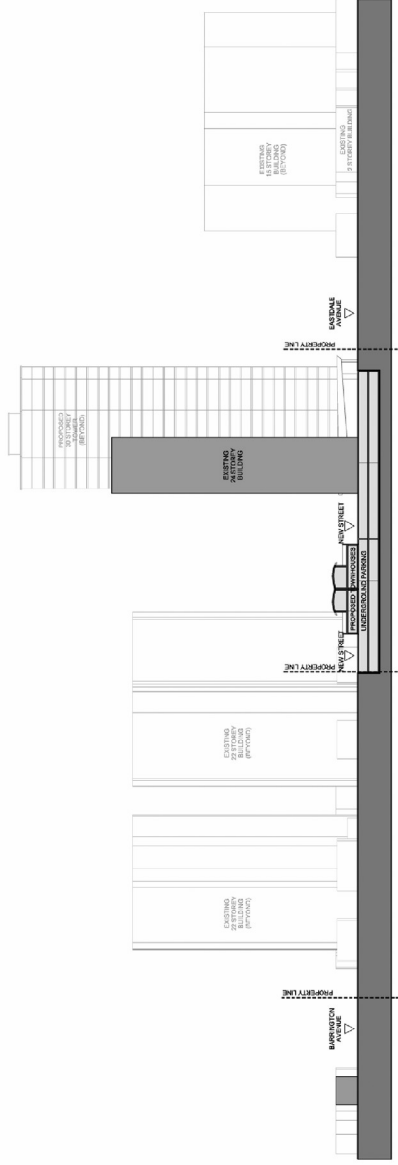 PROPOSED
STOREY
TOWER
(BEYOND)
EXISTING
22 STOREY
BUILDING
(BEYOND)
EXISTING
22 STOREY
BUILDING
(BEYOND)
EXISTING
24 STOREY
BUILDING
EXISTING
15 STOREY
BUILDING
(BEYOND)
PROPERTY LINE
PROPERTY LINE
PROPERTY LINE
BARRINGTON
AVENUE
NEW STREET
PROPOSED TOWNHOUSES
NEW STREET
EASTDALE
AVENUE
EXISTING
3 STOREY BUILDING
UNDERGROUND PARKING